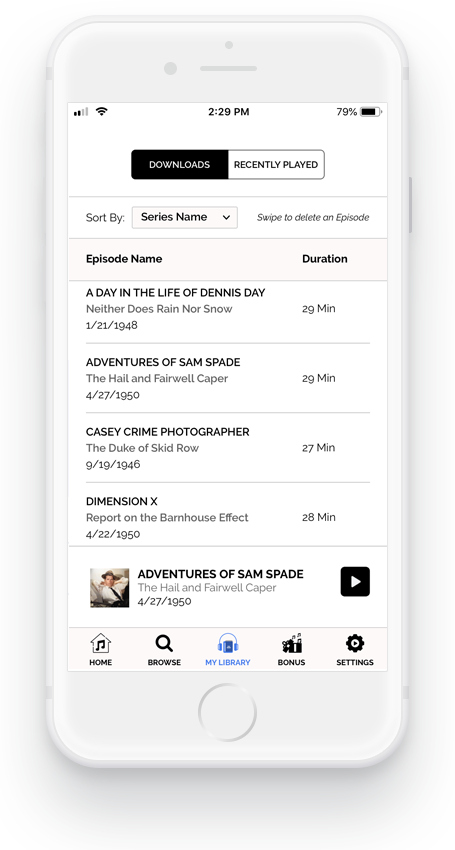 2:29 PM
79%
DOWNLOADS
RECENTLY PLAYED
Sort By: Series Name
Swipe to delete an Episode
Episode Name
Duration
A DAY IN THE LIFE OF DENNIS DAY
Neither Does Rain Nor Snow
29 Min
1/21/1948
ADVENTURES OF SAM SPADE
The Hail and Fairwell Caper
29 Min
4/27/1950
CASEY CRIME PHOTOGRAPHER
The Duke of Skid Row
27 Min
9/19/1946
DIMENSION X
Report on the Barnhouse Effect
28 Min
4/22/1950
ADVENTURES OF SAM SPADE
The Hail and Fairwell Caper
4/27/1950
HOME
BROWSE
MY LIBRARY
BONUS
SETTINGS